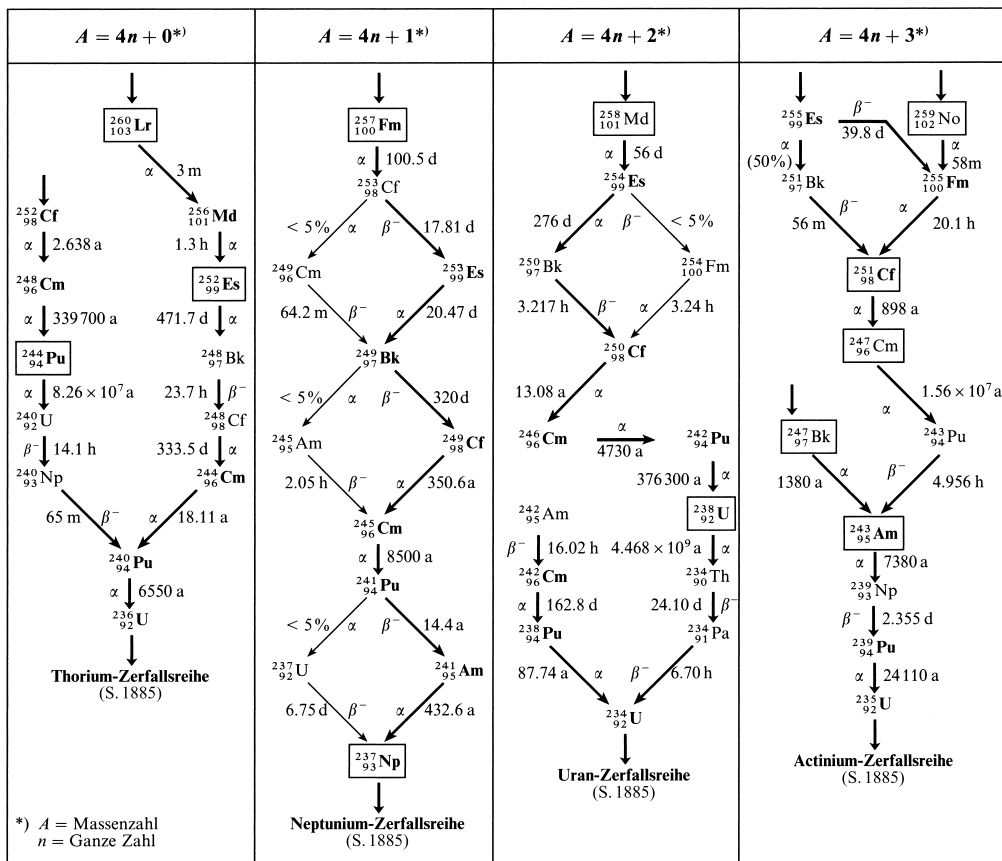 A = 4n + 0*)
260/103 Lr
α 3 m
252/98 Cf 256/101 Md
α 2.638 a 1.3 h α
248/96 Cm 252/99 Es
α 339 700 a 471.7 d α
244/94 Pu 248/97 Bk
α 8.26 × 10⁷ a 23.7 h β⁻
240/92 U 248/98 Cf
β⁻ 14.1 h 333.5 d α
240/93 Np 244/96 Cm
65 m β⁻ α 18.11 a
240/94 Pu
α 6550 a
236/92 U
Thorium-Zerfallsreihe
(S. 1885)
*) A = Massenzahl
n = Ganze Zahl
A = 4n + 1*)
257/100 Fm
α 100.5 d
253/98 Cf
< 5% α β⁻ 17.81 d
249/96 Cm 253/99 Es
64.2 m β⁻ α 20.47 d
249/97 Bk
< 5% α β⁻ 320 d
245/95 Am 249/98 Cf
2.05 h β⁻ α 350.6 a
245/96 Cm
α 8500 a
241/94 Pu
< 5% α β⁻ 14.4 a
237/92 U 241/95 Am
6.75 d β⁻ α 432.6 a
237/93 Np
Neptunium-Zerfallsreihe
(S. 1885)
A = 4n + 2*)
258/101 Md
α 56 d
254/99 Es
276 d α β⁻ < 5%
250/97 Bk 254/100 Fm
3.217 h β⁻ α 3.24 h
250/98 Cf
13.08 a α
246/96 Cm α 4730 a 242/94 Pu
376 300 a α
242/95 Am 238/92 U
β⁻ 16.02 h 4.468 × 10⁹ a α
242/96 Cm 234/90 Th
α 162.8 d 24.10 d β⁻
238/94 Pu 234/91 Pa
87.74 a α β⁻ 6.70 h
234/92 U
Uran-Zerfallsreihe
(S. 1885)
A = 4n + 3*)
255/99 Es β⁻ 39.8 d 259/102 No
α (50%) α 58m
251/97 Bk 255/100 Fm
56 m β⁻ α 20.1 h
251/98 Cf
α 898 a
247/96 Cm
α 1.56 × 10⁷ a
247/97 Bk 243/94 Pu
1380 a α β⁻ 4.956 h
243/95 Am
α 7380 a
239/93 Np
β⁻ 2.355 d
239/94 Pu
α 24 110 a
235/92 U
Actinium-Zerfallsreihe
(S. 1885)